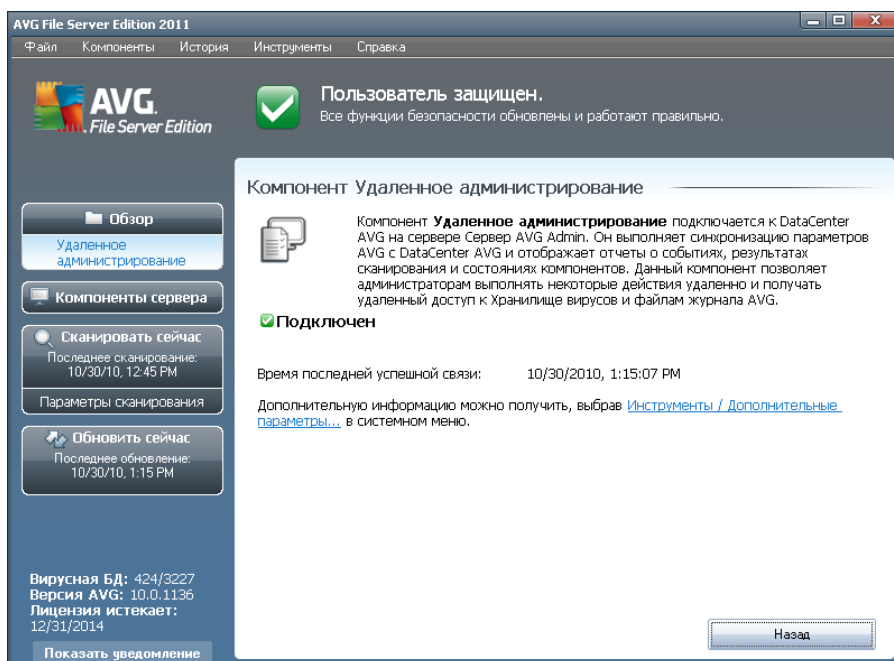 AVG File Server Edition 2011
Файл Компоненты История Инструменты Справка
AVG.
File Server Edition
Пользователь защищен.
Все функции безопасности обновлены и работают правильно.
Обзор
Удаленное
администрирование
Компоненты сервера
Сканировать сейчас
Последнее сканирование:
10/30/10, 12:45 PM
Параметры сканирования
Обновить сейчас
Последнее обновление:
10/30/10, 1:15 PM
Вирусная БД: 424/3227
Версия AVG: 10.0.1136
Лицензия истекает:
12/31/2014
Показать уведомление
Компонент Удаленное администрирование
Компонент Удаленное администрирование подключается к DataCenter
AVG на сервере Сервер AVG Admin. Он выполняет синхронизацию параметров
AVG с DataCenter AVG и отображает отчеты о событиях, результатах
сканирования и состояниях компонентов. Данный компонент позволяет
администраторам выполнять некоторые действия удаленно и получать
удаленный доступ к Хранилище вирусов и файлам журнала AVG.
Подключен
Время последней успешной связи: 10/30/2010, 1:15:07 PM
Дополнительную информацию можно получить, выбрав Инструменты / Дополнительные
параметры... в системном меню.
Назад